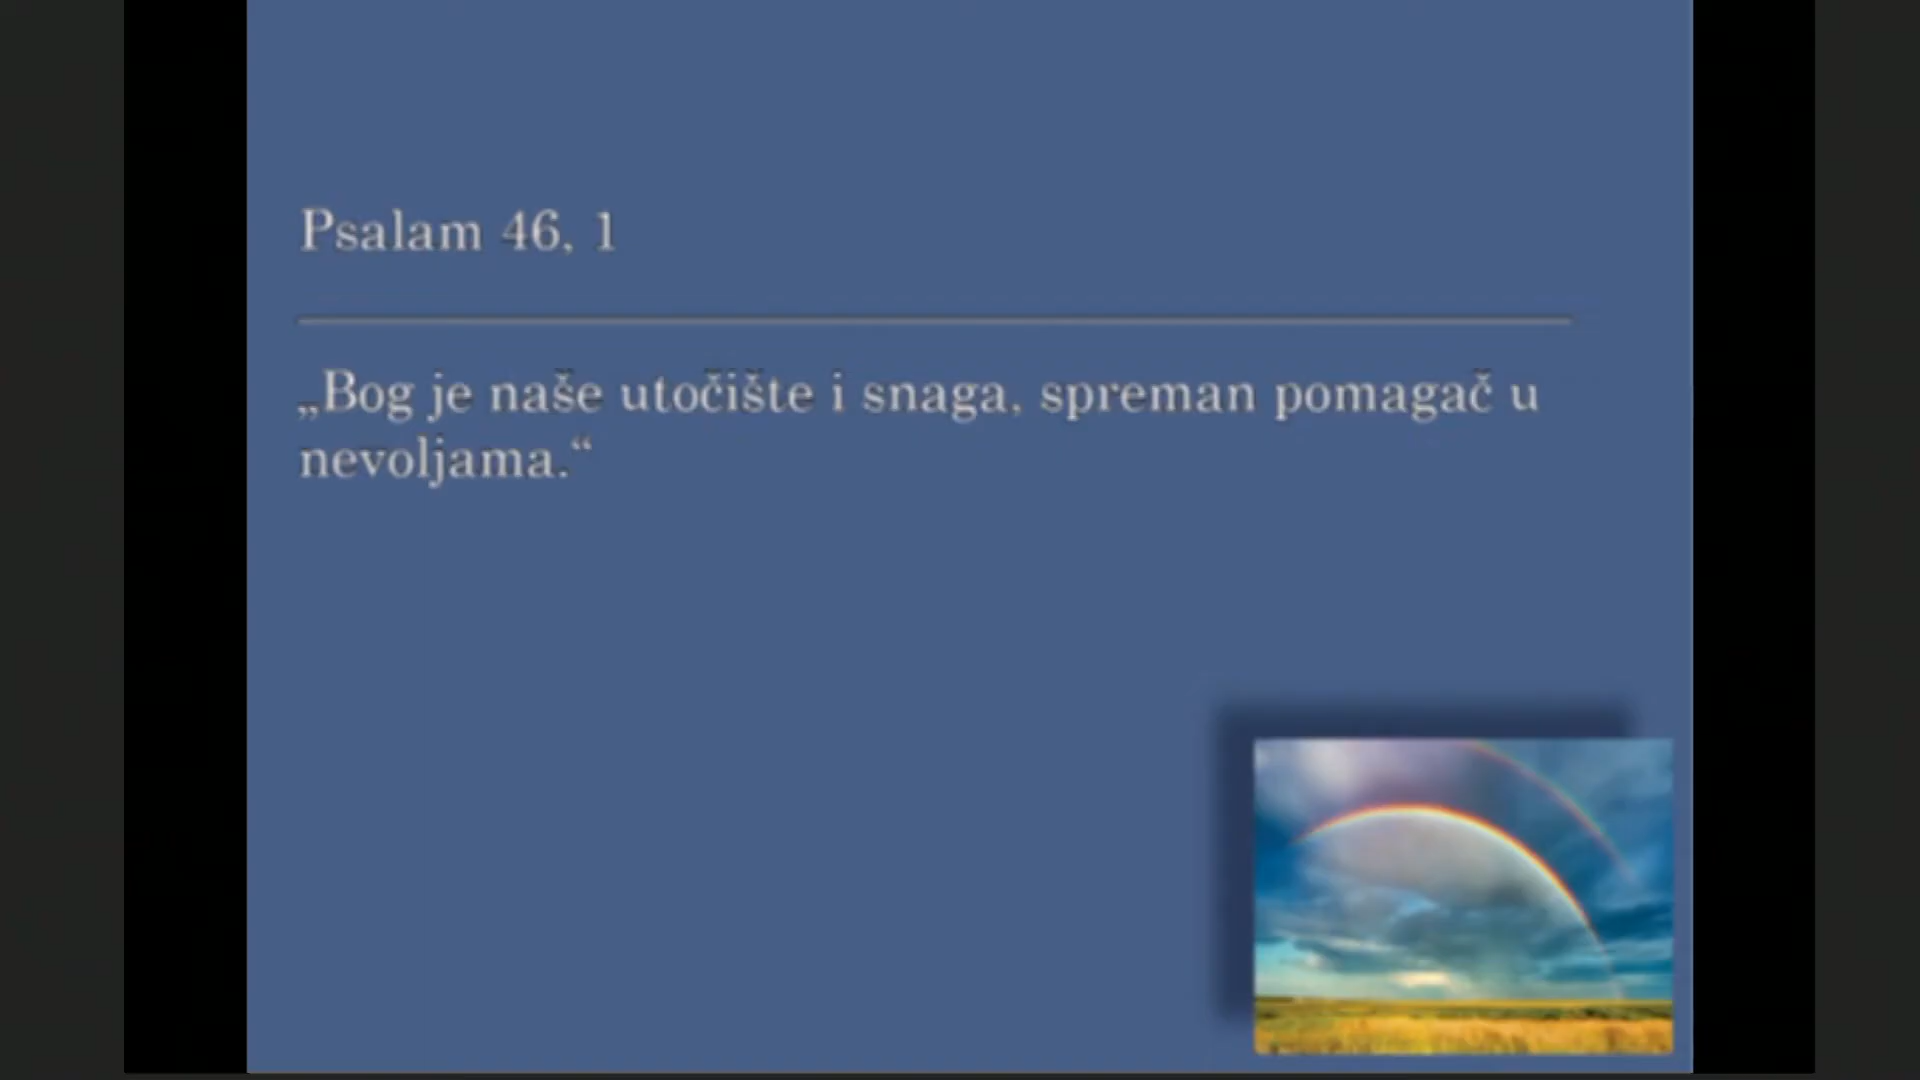 Psalam 46, 1
„Bog je naše utočište i snaga, spreman pomagač u
nevoljama.“